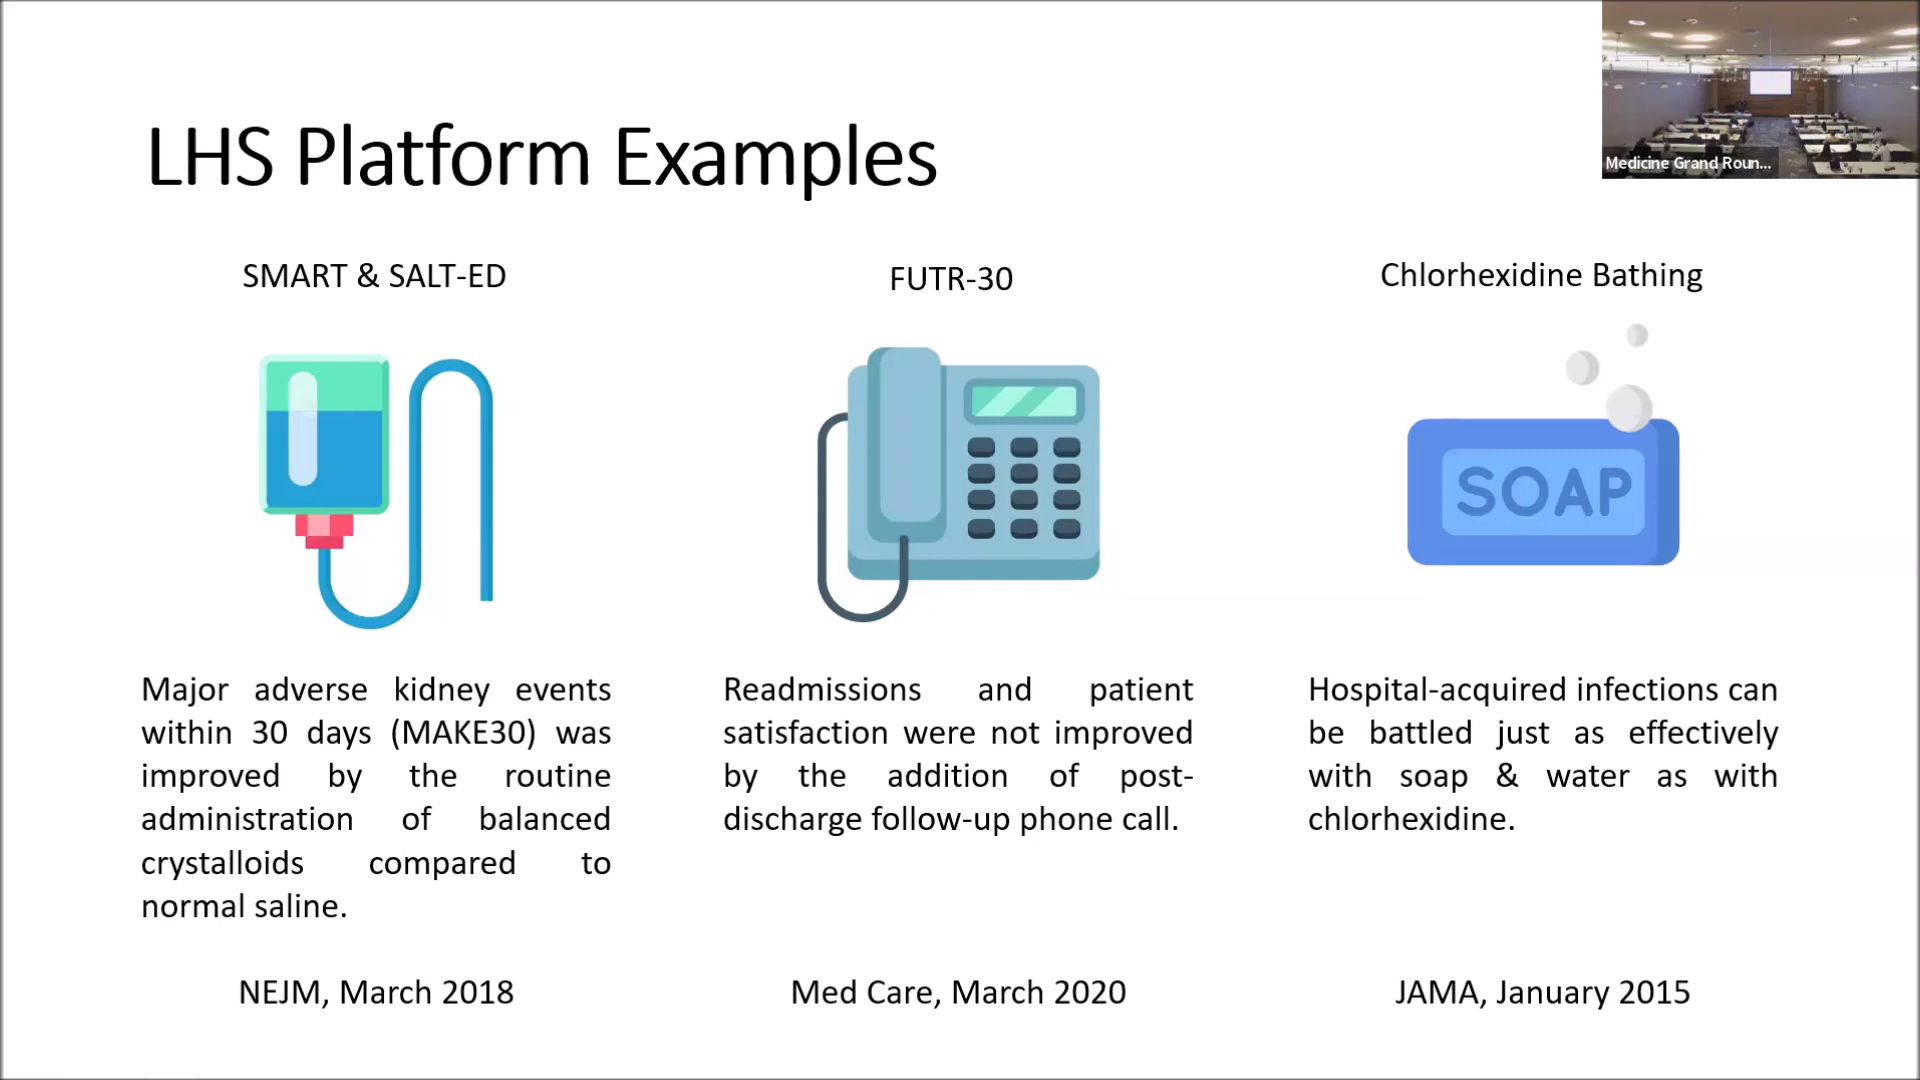 Medicine Grand Roun...
LHS Platform Examples
SMART & SALT-ED
Major adverse kidney events
within 30 days (MAKE30) was
improved by the routine
administration of balanced
crystalloids compared to
normal saline.
NEJM, March 2018
FUTR-30
Readmissions and patient
satisfaction were not improved
by the addition of post-
discharge follow-up phone call.
Med Care, March 2020
Chlorhexidine Bathing
SOAP
Hospital-acquired infections can
be battled just as effectively
with soap & water as with
chlorhexidine.
JAMA, January 2015